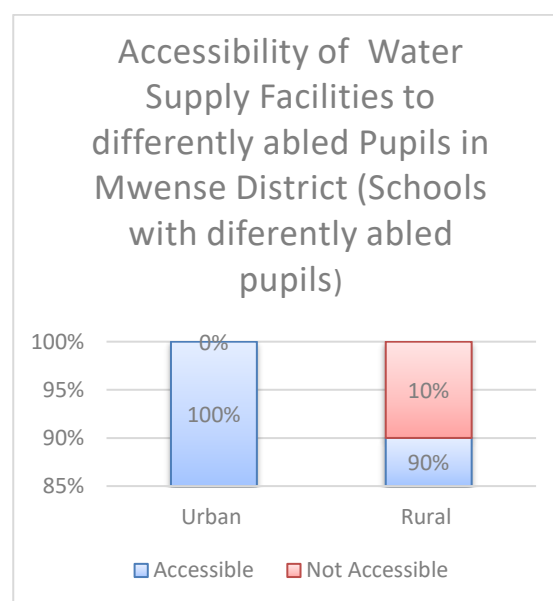 Accessibility of Water
Supply Facilities to
differently abled Pupils in
Mwense District (Schools
with diferently abled
pupils)
100%
95%
90%
85%
0%
100%
10%
90%
Urban
Rural
Accessible
Not Accessible